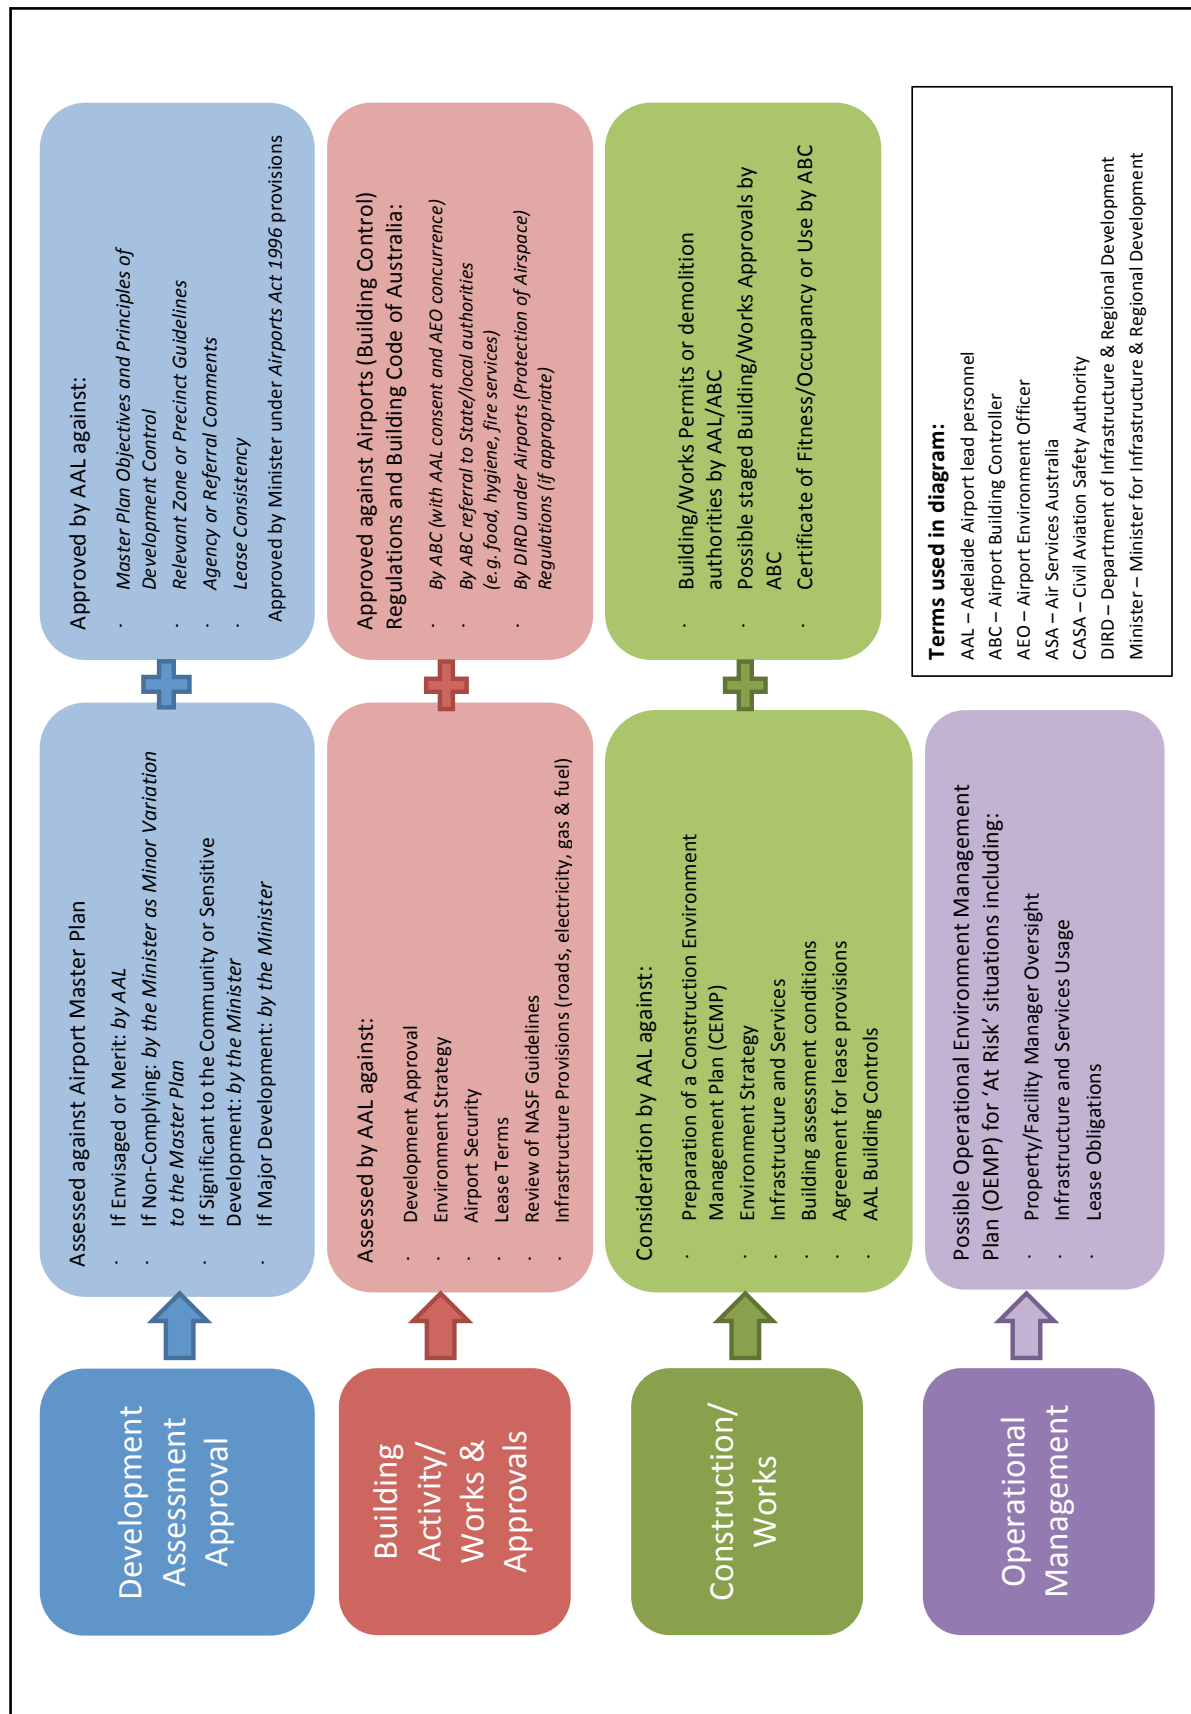 Development
Assessment
Approval
Assessed against Airport Master Plan
· If Envisaged or Merit: by AAL
· If Non-Complying: by the Minister as Minor Variation
to the Master Plan
· If Significant to the Community or Sensitive
Development: by the Minister
· If Major Development: by the Minister
Approved by AAL against:
· Master Plan Objectives and Principles of
Development Control
· Relevant Zone or Precinct Guidelines
· Agency or Referral Comments
· Lease Consistency
Approved by Minister under Airports Act 1996 provisions
Building
Activity/
Works &
Approvals
Assessed by AAL against:
· Development Approval
· Environment Strategy
· Airport Security
· Lease Terms
· Review of NASF Guidelines
· Infrastructure Provisions (roads, electricity, gas & fuel)
Approved against Airports (Building Control)
Regulations and Building Code of Australia:
· By ABC (with AAL consent and AEO concurrence)
· By ABC referral to State/local authorities
(e.g. food, hygiene, fire services)
· By DIRD under Airports (Protection of Airspace)
Regulations (if appropriate)
Construction/
Works
Consideration by AAL against:
· Preparation of a Construction Environment
Management Plan (CEMP)
· Environment Strategy
· Infrastructure and Services
· Building assessment conditions
· Agreement for lease provisions
· AAL Building Controls
· Building/Works Permits or demolition
authorities by AAL/ABC
· Possible staged Building/Works Approvals by
ABC
· Certificate of Fitness/Occupancy or Use by ABC
Operational
Management
Possible Operational Environment Management
Plan (OEMP) for ‘At Risk’ situations including:
· Property/Facility Manager Oversight
· Infrastructure and Services Usage
· Lease Obligations
Terms used in diagram:
AAL – Adelaide Airport lead personnel
ABC – Airport Building Controller
AEO – Airport Environment Officer
ASA – Air Services Australia
CASA – Civil Aviation Safety Authority
DIRD – Department of Infrastructure & Regional Development
Minister – Minister for Infrastructure & Regional Development